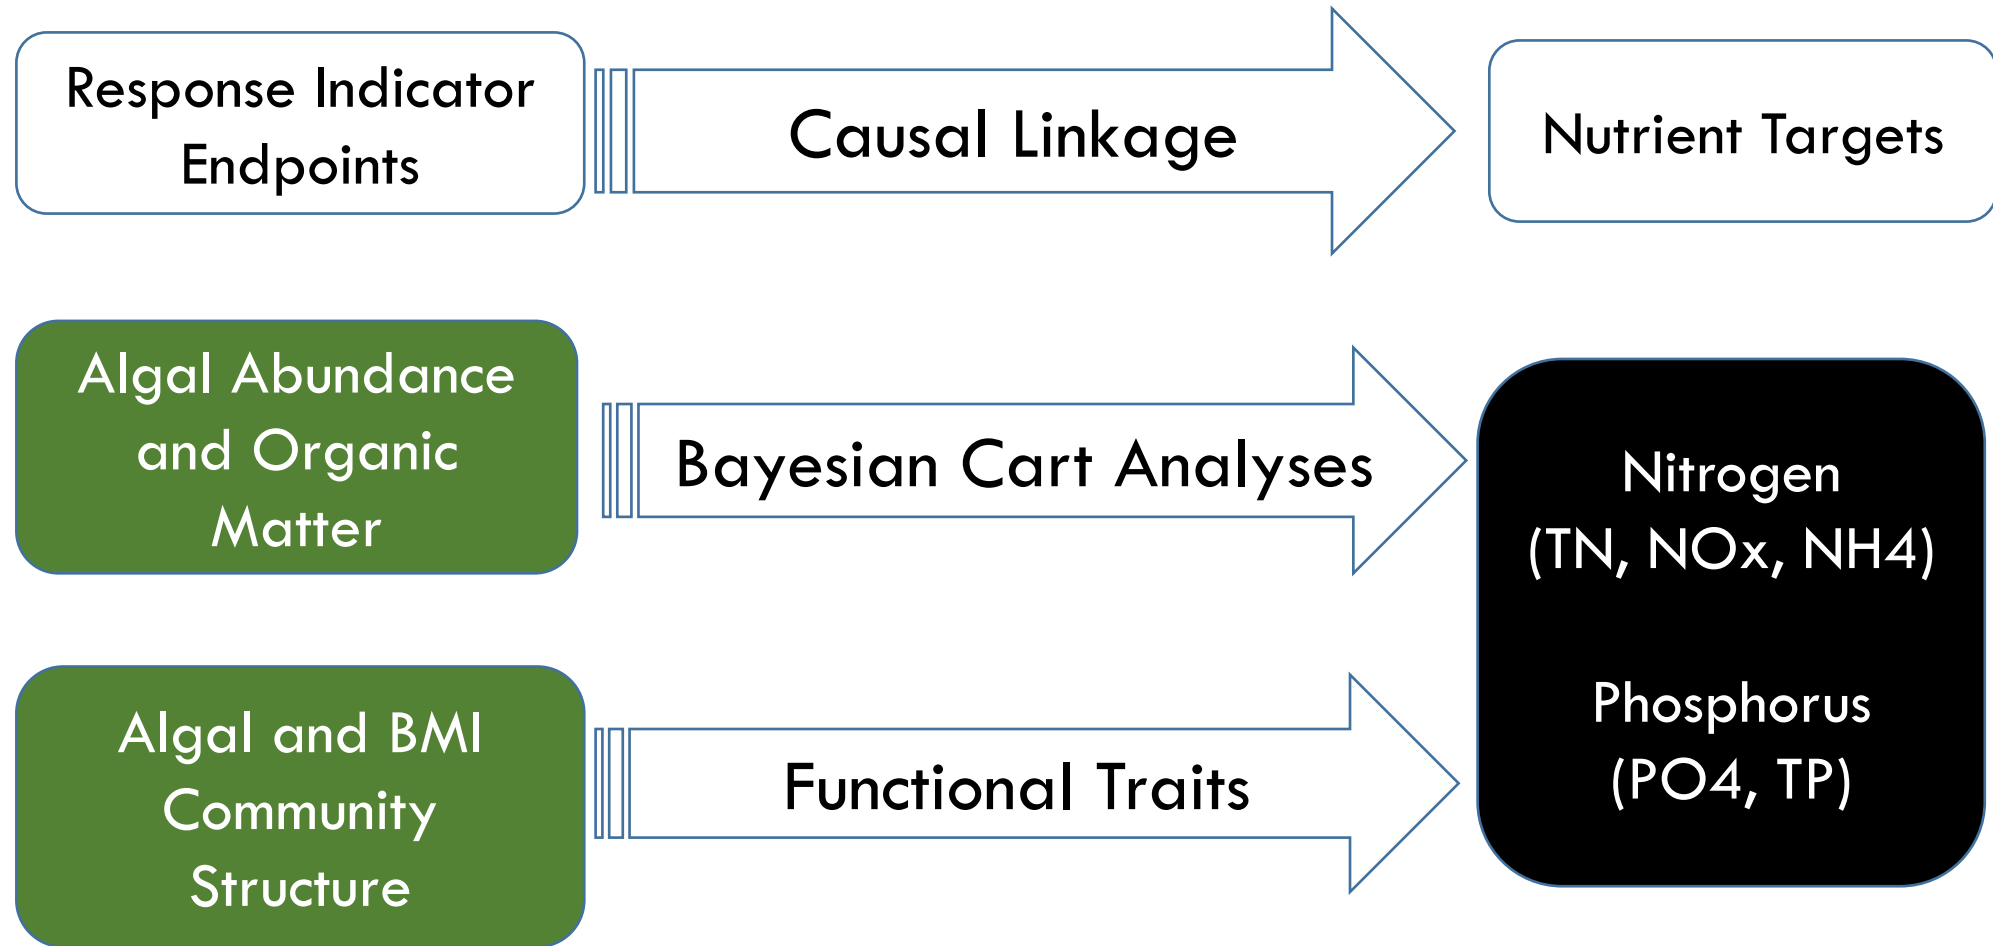 Response Indicator
Endpoints
Causal Linkage
Nutrient Targets
Algal Abundance
and Organic
Matter
Bayesian Cart Analyses
Nitrogen
(TN, NOx, NH4)
Phosphorus
(PO4, TP)
Algal and BMI
Community
Structure
Functional Traits